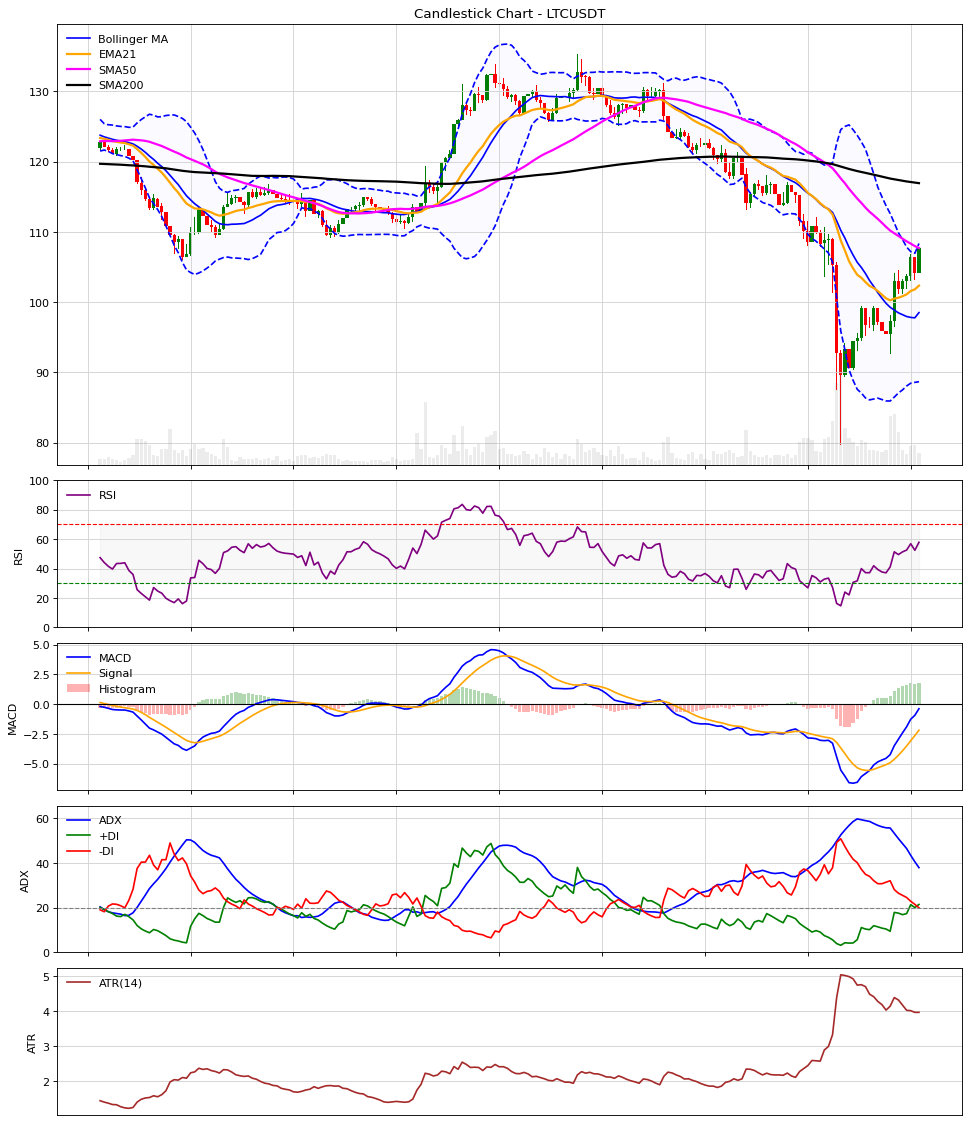 Candlestick Chart - LTCUSDT
Bollinger MA
EMA21
SMA50
SMA200
130
120
110
100
90
80
RSI
RSI
100
80
60
40
20
0
MACD
Signal
Histogram
MACD
5.0
2.5
0.0
−2.5
−5.0
ADX
+DI
-DI
ADX
60
40
20
0
ATR(14)
ATR
5
4
3
2